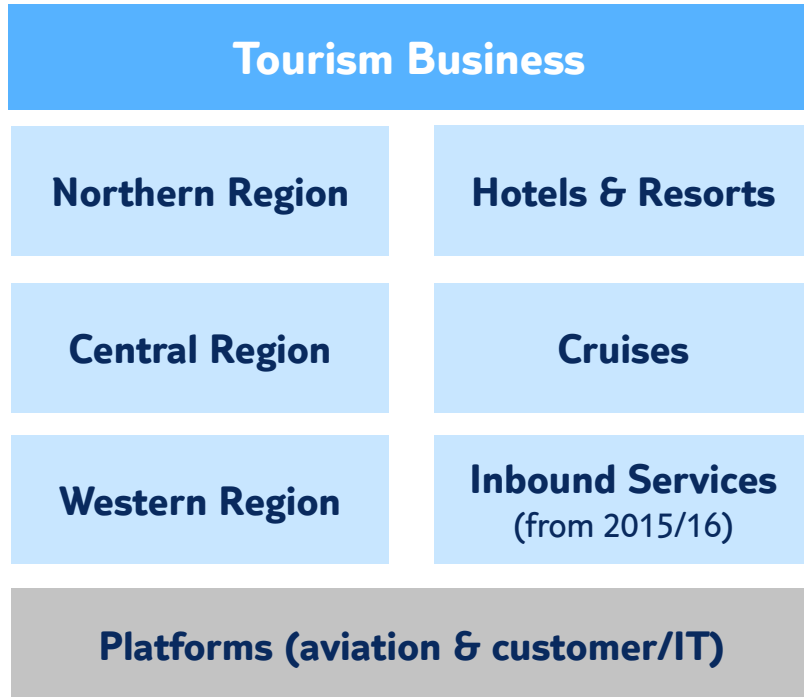 Tourism Business
Northern Region
Hotels & Resorts
Central Region
Cruises
Western Region
Inbound Services
(from 2015/16)
Platforms (aviation & customer/IT)